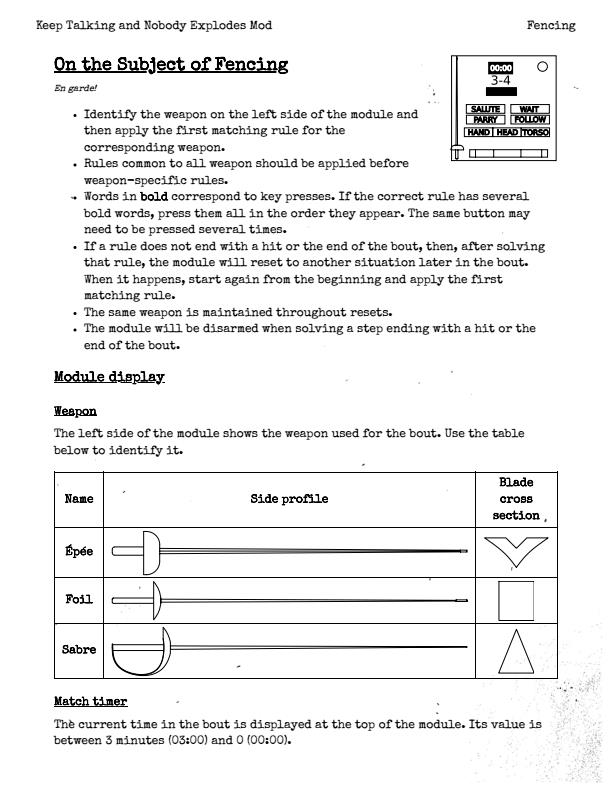 Keep Talking and Nobody Explodes Mod
Fencing
On the Subject of Fencing
En garde!
00:00
3-4
SALUTE WAIT
PARRY FOLLOW
HAND HEAD TORSO
• Identify the weapon on the left side of the module and
then apply the first matching rule for the
corresponding weapon.
• Rules common to all weapon should be applied before
weapon-specific rules.
• Words in bold correspond to key presses. If the correct rule has several
bold words, press them all in the order they appear. The same button may
need to be pressed several times.
• If a rule does not end with a hit or the end of the bout, then, after solving
that rule, the module will reset to another situation later in the bout.
When it happens, start again from the beginning and apply the first
matching rule.
• The same weapon is maintained throughout resets.
• The module will be disarmed when solving a step ending with a hit or the
end of the bout.
Module display
Weapon
The left side of the module shows the weapon used for the bout. Use the table
below to identify it.
Name
Side profile
Blade
cross
section
Épée
Foil
Sabre
Match timer
The current time in the bout is displayed at the top of the module. Its value is
between 3 minutes (03:00) and 0 (00:00).